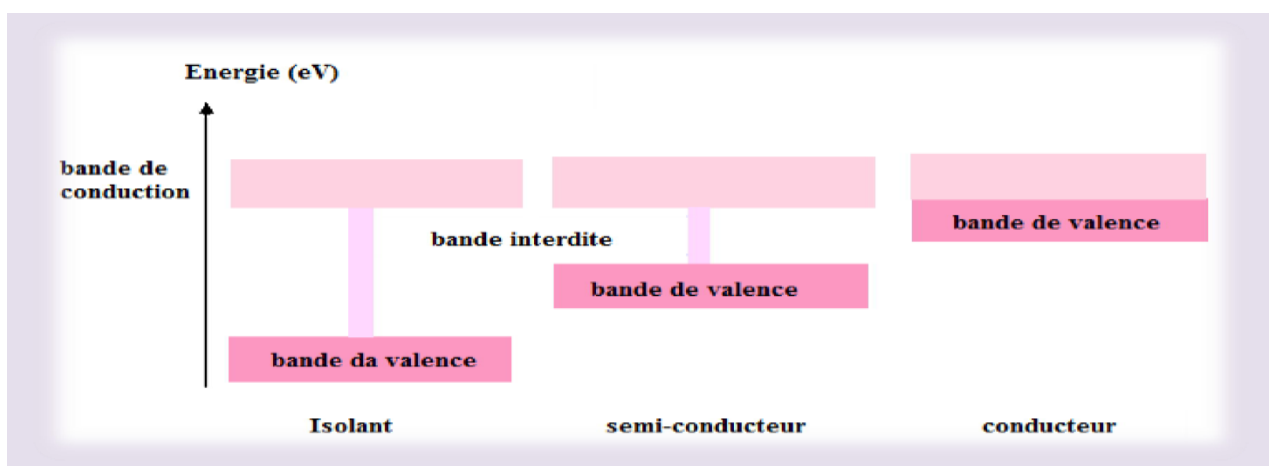 Energie (eV)
bande de
conduction
bande de valence
bande interdite
bande de valence
bande da valence
Isolant
semi-conducteur
conducteur